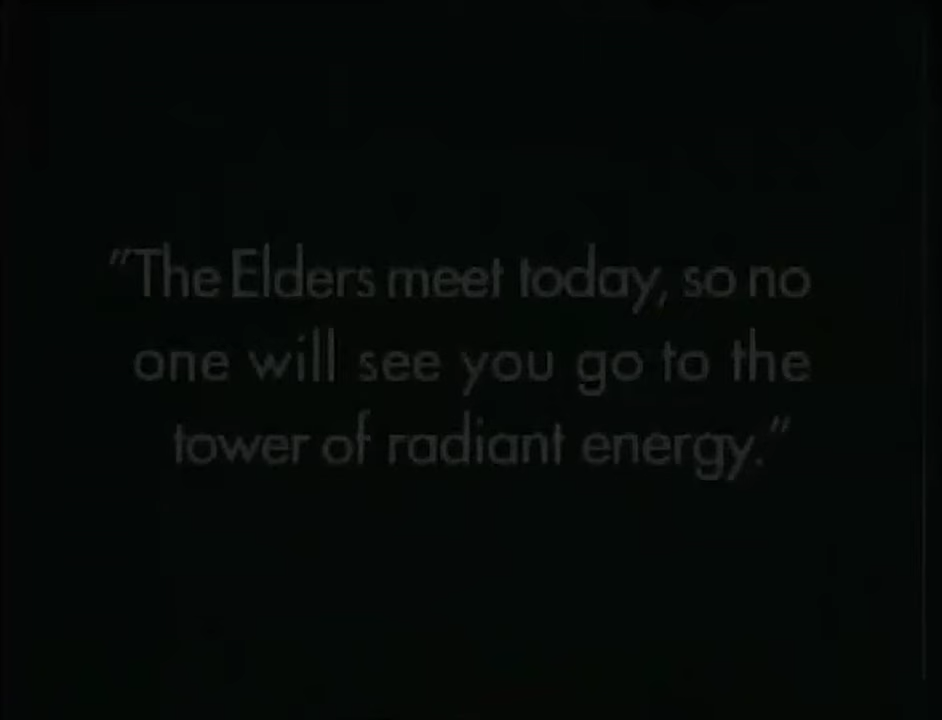 "The Elders meet today, so no
one will see you go to the
tower of radiant energy."